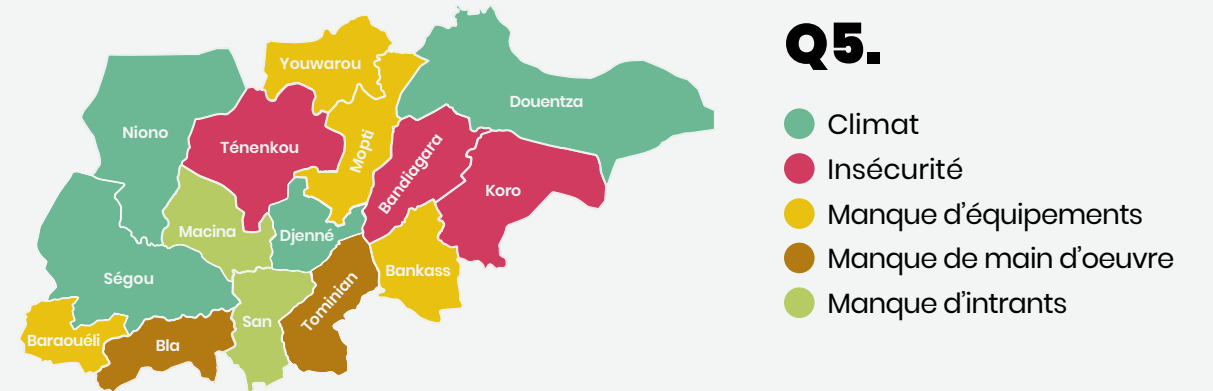 Youwarou
Douentza
Niono
Ténenkou
Mopti
Bandiagara
Koro
Macina
Djenné
Ségou
Bankass
Tominian
San
Baraouéli
Bla
Q5.
Climat
Insécurité
Manque d'équipements
Manque de main d'oeuvre
Manque d'intrants